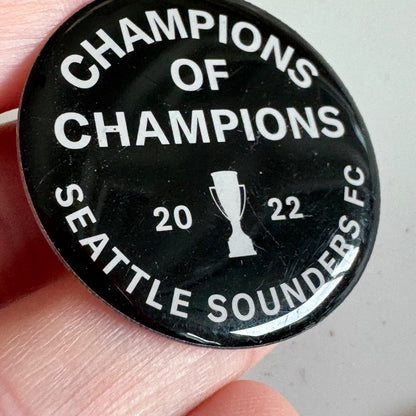 CHAMPIONS
OF
CHAMPIONS
20 22
SEATTLE SOUNDERS FC